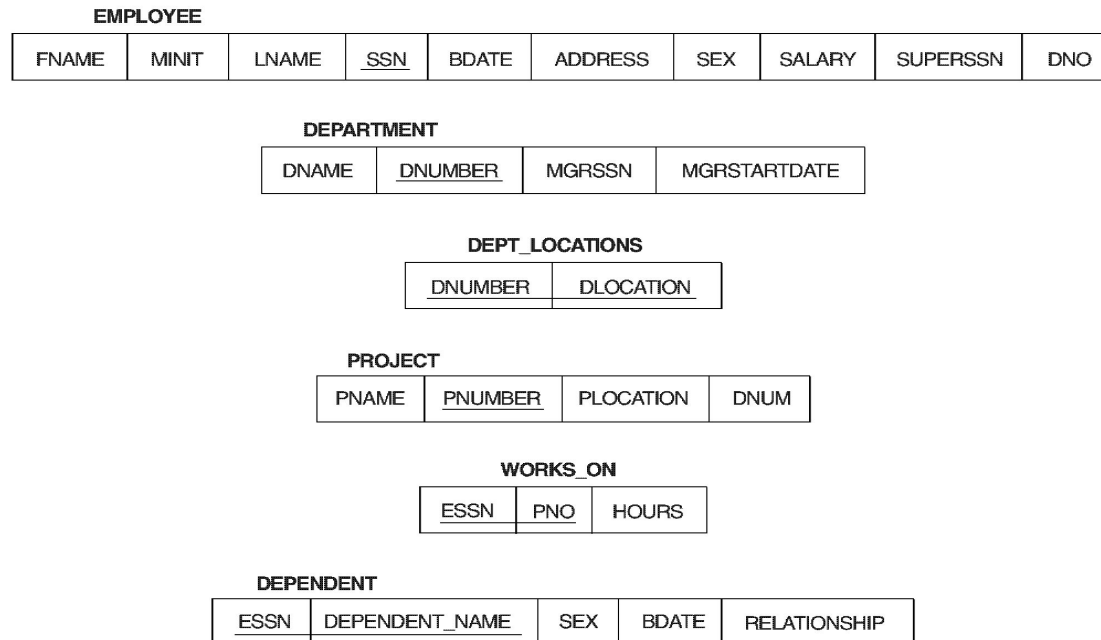 EMPLOYEE
FNAME MINIT LNAME SSN BDATE ADDRESS SEX SALARY SUPERSSN DNO
DEPARTMENT
DNAME DNUMBER MGRSSN MGRSTARTDATE
DEPT_LOCATIONS
DNUMBER DLOCATION
PROJECT
PNAME PNUMBER PLOCATION DNUM
WORKS_ON
ESSN PNO HOURS
DEPENDENT
ESSN DEPENDENT_NAME SEX BDATE RELATIONSHIP